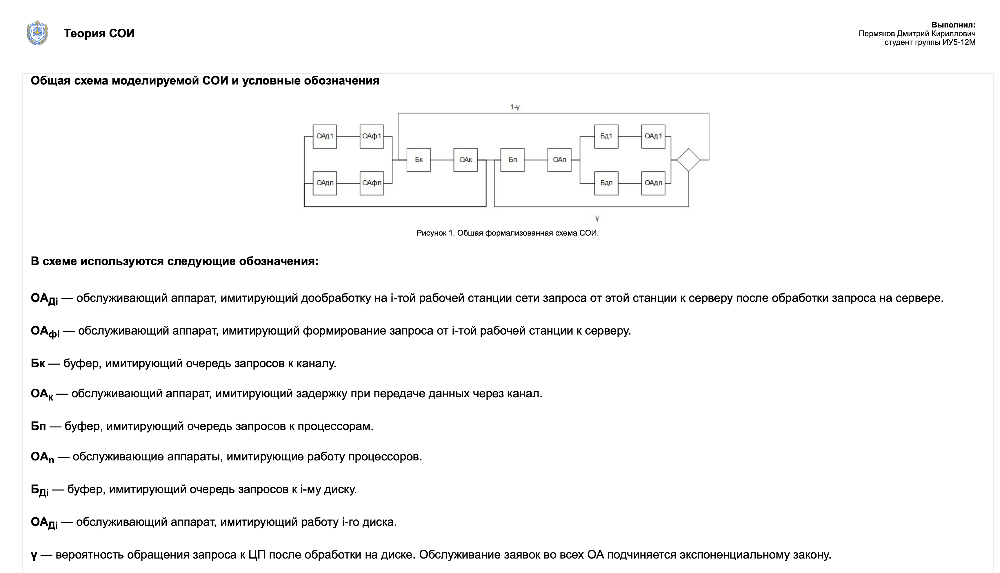 1830
Теория СОИ
Выполнил:
Пермяков Дмитрий Кириллович
студент группы ИУ5-12М
Общая схема моделируемой СОИ и условные обозначения
1-γ
ОАд1 ОАф1 Бд1 ОАд1
Бк ОАк Бп ОАп
ОАдn ОАфn Бдn ОАдn
γ
Рисунок 1. Общая формализованная схема СОИ.
В схеме используются следующие обозначения:
ОАДi — обслуживающий аппарат, имитирующий дообработку на i-той рабочей станции сети запроса от этой станции к серверу после обработки запроса на сервере.
ОАфi — обслуживающий аппарат, имитирующий формирование запроса от i-той рабочей станции к серверу.
Бк — буфер, имитирующий очередь запросов к каналу.
ОАк — обслуживающий аппарат, имитирующий задержку при передаче данных через канал.
Бп — буфер, имитирующий очередь запросов к процессорам.
ОАn — обслуживающие аппараты, имитирующие работу процессоров.
БДi — буфер, имитирующий очередь запросов к i-му диску.
ОАДi — обслуживающий аппарат, имитирующий работу i-го диска.
γ — вероятность обращения запроса к ЦП после обработки на диске. Обслуживание заявок во всех ОА подчиняется экспоненциальному закону.